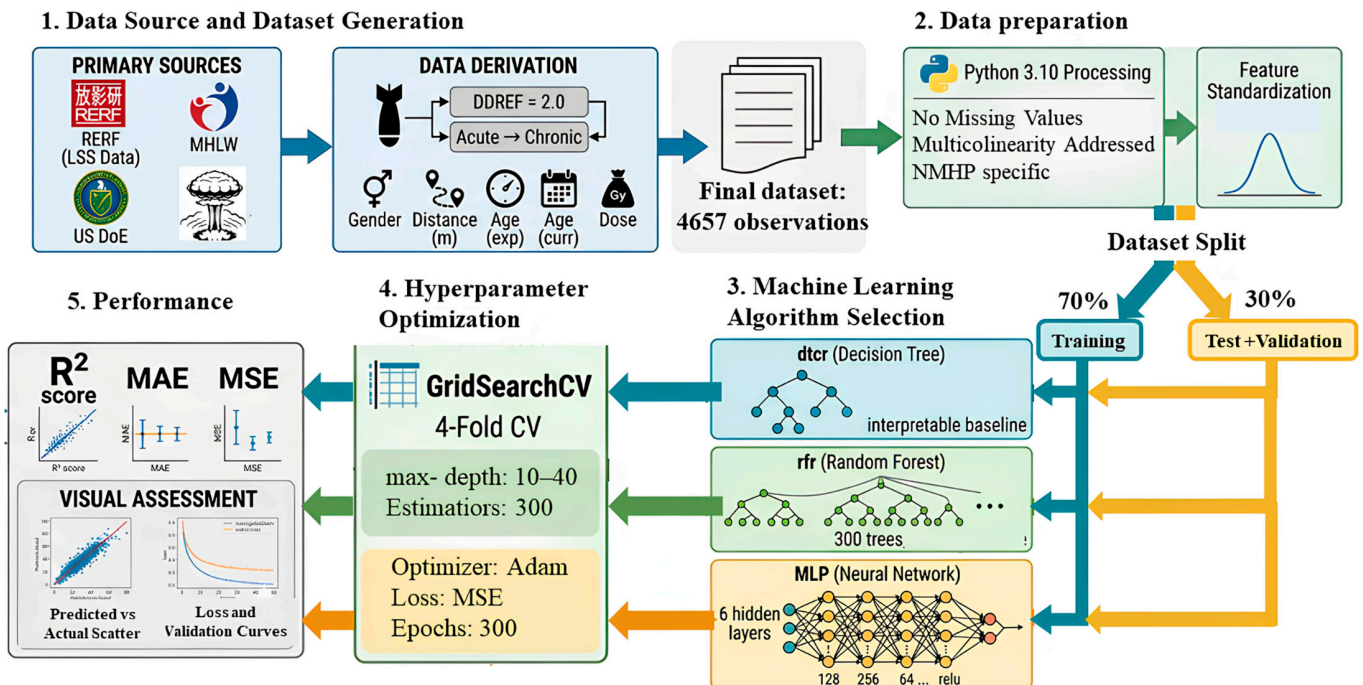 1. Data Source and Dataset Generation
PRIMARY SOURCES
放影研
RERF
RERF
(LSS Data)
MHLW
US DoE
DATA DERIVATION
DDREF = 2.0
Acute → Chronic
Gender
Distance
(m)
Age
(exp)
Age
(curr)
Gy
Dose
Final dataset:
4657 observations
2. Data preparation
Python 3.10 Processing
No Missing Values
Multicolinearity Addressed
NMHP specific
Feature
Standardization
Dataset Split
70%
30%
Training
Test +Validation
3. Machine Learning
Algorithm Selection
dtcr (Decision Tree)
interpretable baseline
rfr (Random Forest)
...
300 trees
MLP (Neural Network)
6 hidden
layers
128 256 64 ... relu
4. Hyperparameter
Optimization
GridSearchCV
4-Fold CV
max- depth: 10–40
Estimatiors: 300
Optimizer: Adam
Loss: MSE
Epochs: 300
5. Performance
R²
score
MAE
MSE
R² score
MAE
MSE
VISUAL ASSESSMENT
Predicted vs
Actual Scatter
Loss and
Validation Curves